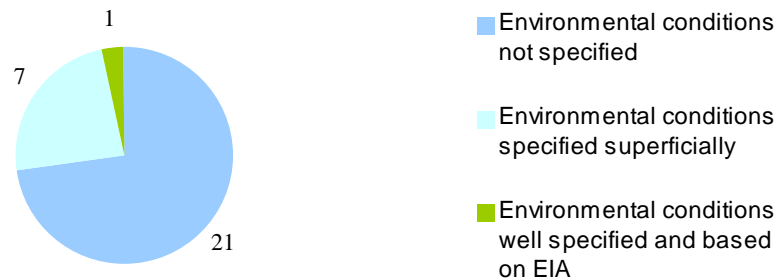 1
7
21
Environmental conditions
not specified
Environmental conditions
specified superficially
Environmental conditions
well specified and based
on EIA